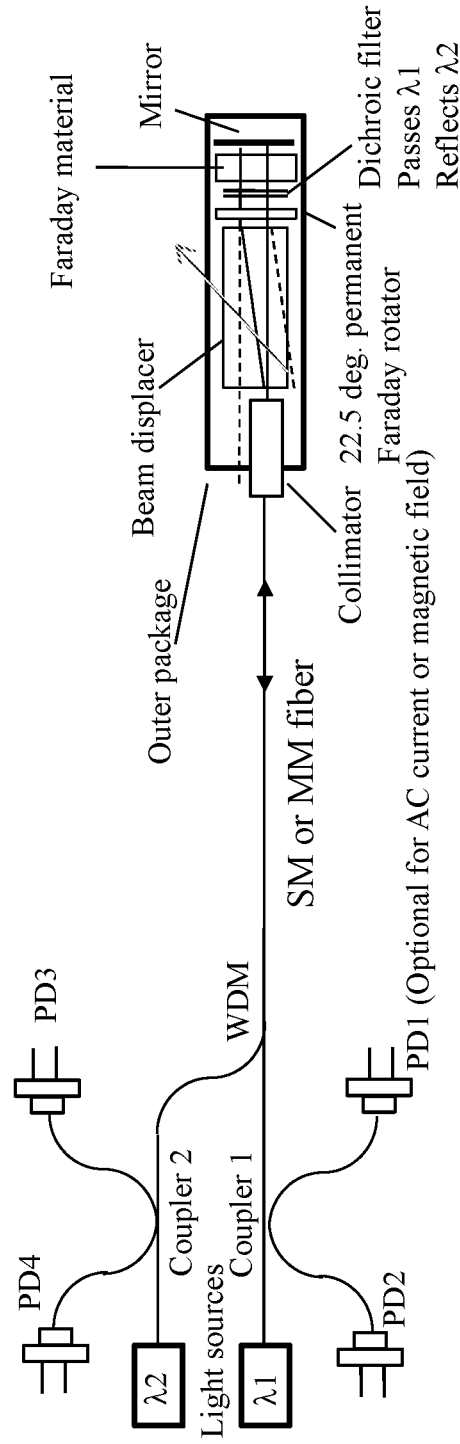 PD4
PD3
λ2
Coupler 2
Light sources
WDM
λ1
Coupler 1
PD2
PD1 (Optional for AC current or magnetic field)
SM or MM fiber
Outer package
Beam displacer
Faraday material
Mirror
Collimator
22.5 deg. permanent
Faraday rotator
Dichroic filter
Passes λ1
Reflects λ2